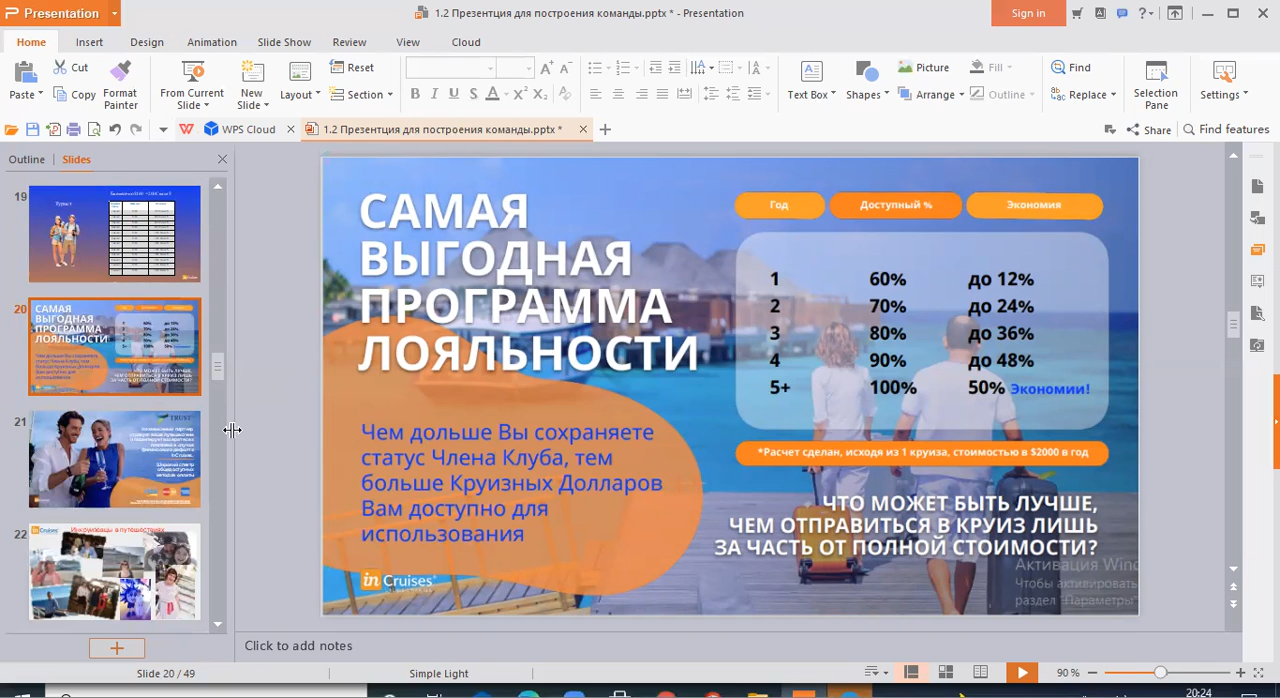 Presentation
1.2 Презентция для построения команды.pptx * - Presentation
Sign in
Home
Insert
Design
Animation
Slide Show
Review
View
Cloud
Paste
Cut
Copy
Format
Painter
From Current
Slide
New
Slide
Layout
Reset
Section
Text Box
Shapes
Picture
Arrange
Fill
Outline
Find
Replace
Selection
Pane
Settings
WPS Cloud
1.2 Презентция для построения команды.pptx *
Share
Find features
Outline
Slides
19
20
21
22
САМАЯ
ВЫГОДНАЯ
ПРОГРАММА
ЛОЯЛЬНОСТИ
Чем дольше Вы сохраняете
статус Члена Клуба, тем
больше Круизных Долларов
Вам доступно для
использования
in Cruises
Год
Доступный %
Экономия
1 60% до 12%
2 70% до 24%
3 80% до 36%
4 90% до 48%
5+ 100% 50% Экономии!
*Расчет сделан, исходя из 1 круиза, стоимостью в $2000 в год
ЧТО МОЖЕТ БЫТЬ ЛУЧШЕ,
ЧЕМ ОТПРАВИТЬСЯ В КРУИЗ ЛИШЬ
ЗА ЧАСТЬ ОТ ПОЛНОЙ СТОИМОСТИ?
Активация Wind
Чтобы активировать
раздел "Параметры"
Click to add notes
Slide 20 / 49
Simple Light
90 %
20:24